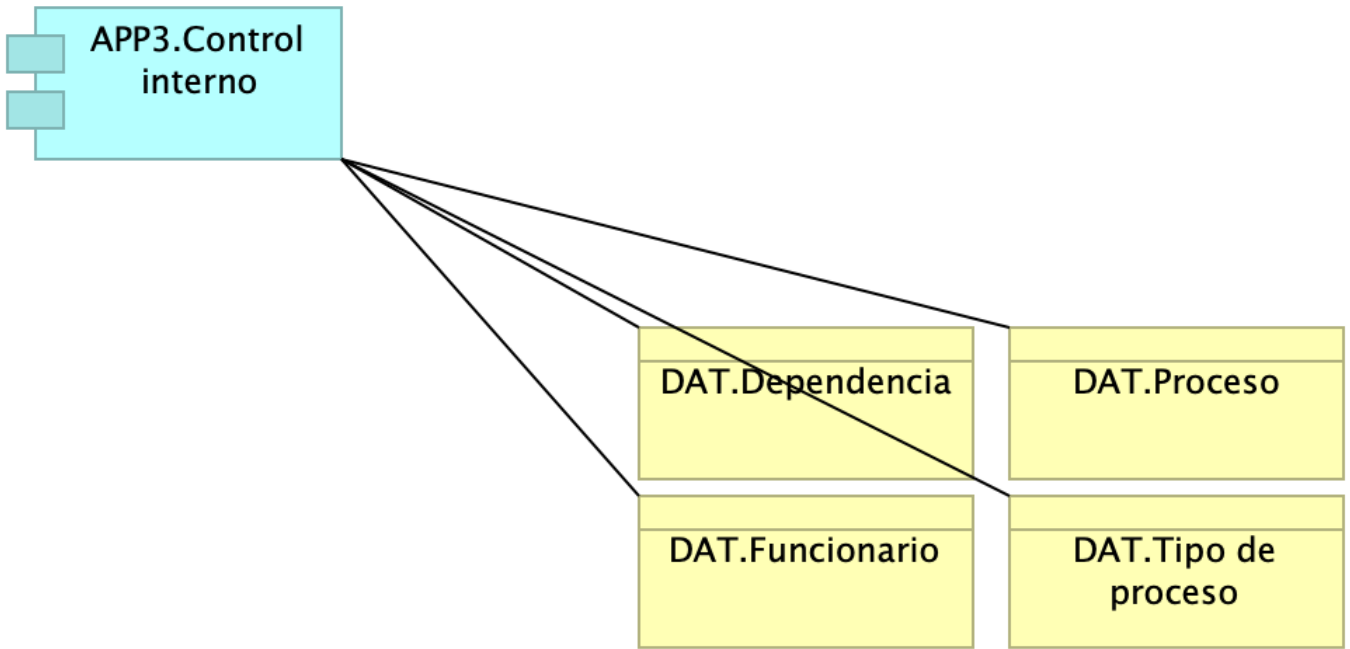 APP3.Control
interno
DAT.Dependencia
DAT.Proceso
DAT.Funcionario
DAT.Tipo de
proceso